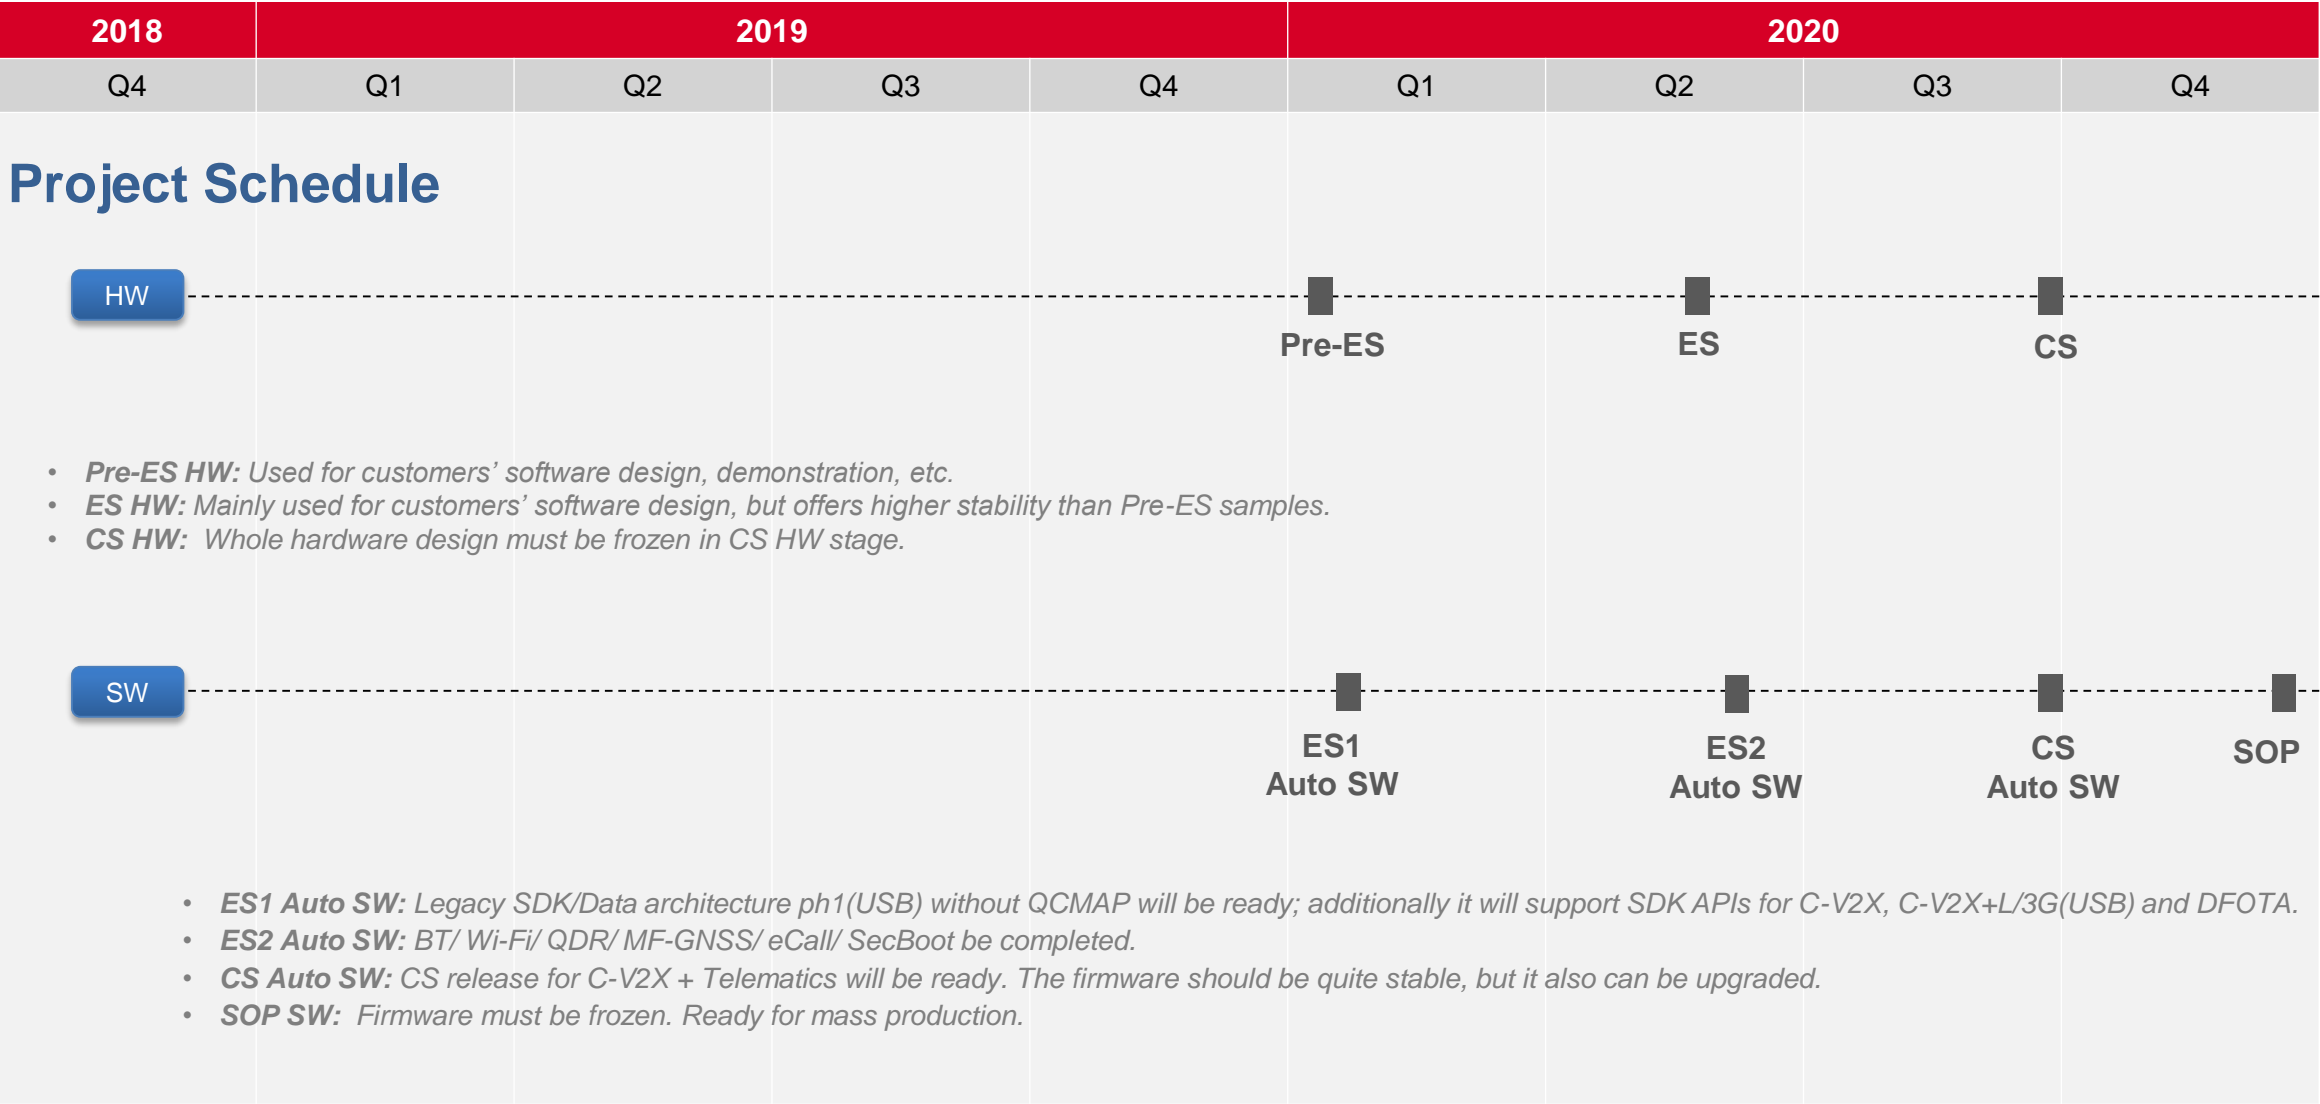 2018 2019 2020
Q4 Q1 Q2 Q3 Q4 Q1 Q2 Q3 Q4
Project Schedule
HW
Pre-ES ES CS
• Pre-ES HW: Used for customers’ software design, demonstration, etc.
• ES HW: Mainly used for customers’ software design, but offers higher stability than Pre-ES samples.
• CS HW: Whole hardware design must be frozen in CS HW stage.
SW
ES1 ES2 CS SOP
Auto SW Auto SW Auto SW
• ES1 Auto SW: Legacy SDK/Data architecture ph1(USB) without QCMAP will be ready; additionally it will support SDK APIs for C-V2X, C-V2X+L/3G(USB) and DFOTA.
• ES2 Auto SW: BT/ Wi-Fi/ QDR/ MF-GNSS/ eCall/ SecBoot be completed.
• CS Auto SW: CS release for C-V2X + Telematics will be ready. The firmware should be quite stable, but it also can be upgraded.
• SOP SW: Firmware must be frozen. Ready for mass production.